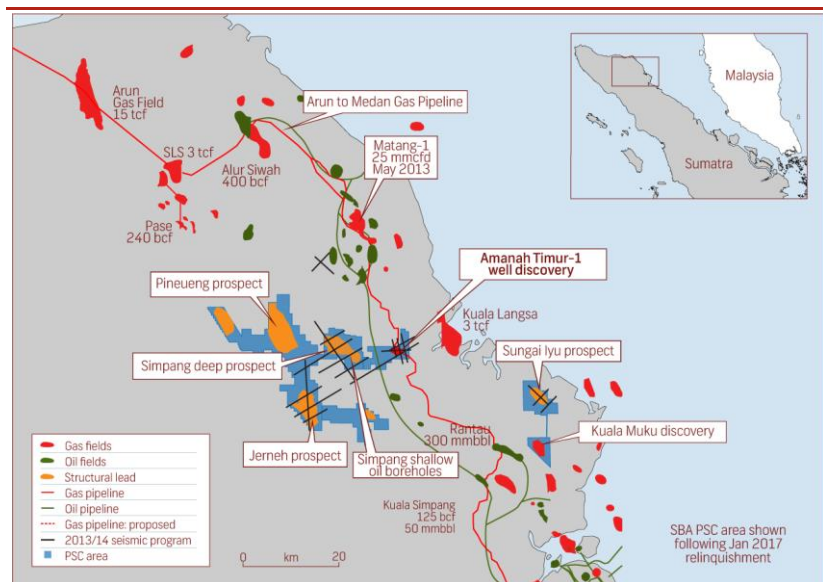 Arun
Gas Field
15 tcf
SLS 3 tcf
Pase
240 bcf
Alur Siwah
400 bcf
Arun to Medan Gas Pipeline
Matang-1
25 mmcfd
May 2013
Malaysia
Sumatra
Amanah Timur-1
well discovery
Pineueng prospect
Kuala Langsa
3 tcf
Simpang deep prospect
Sungai Iyu prospect
Jerneh prospect
Simpang shallow
oil boreholes
Rantau
300 mmbbl
Kuala Muku discovery
Kuala Simpang
125 bcf
50 mmbbl
Gas fields
Oil fields
Structural lead
Gas pipeline
Oil pipeline
Gas pipeline: proposed
2013/14 seismic program
PSC area
0 km 20
SBA PSC area shown
following Jan 2017
relinquishment